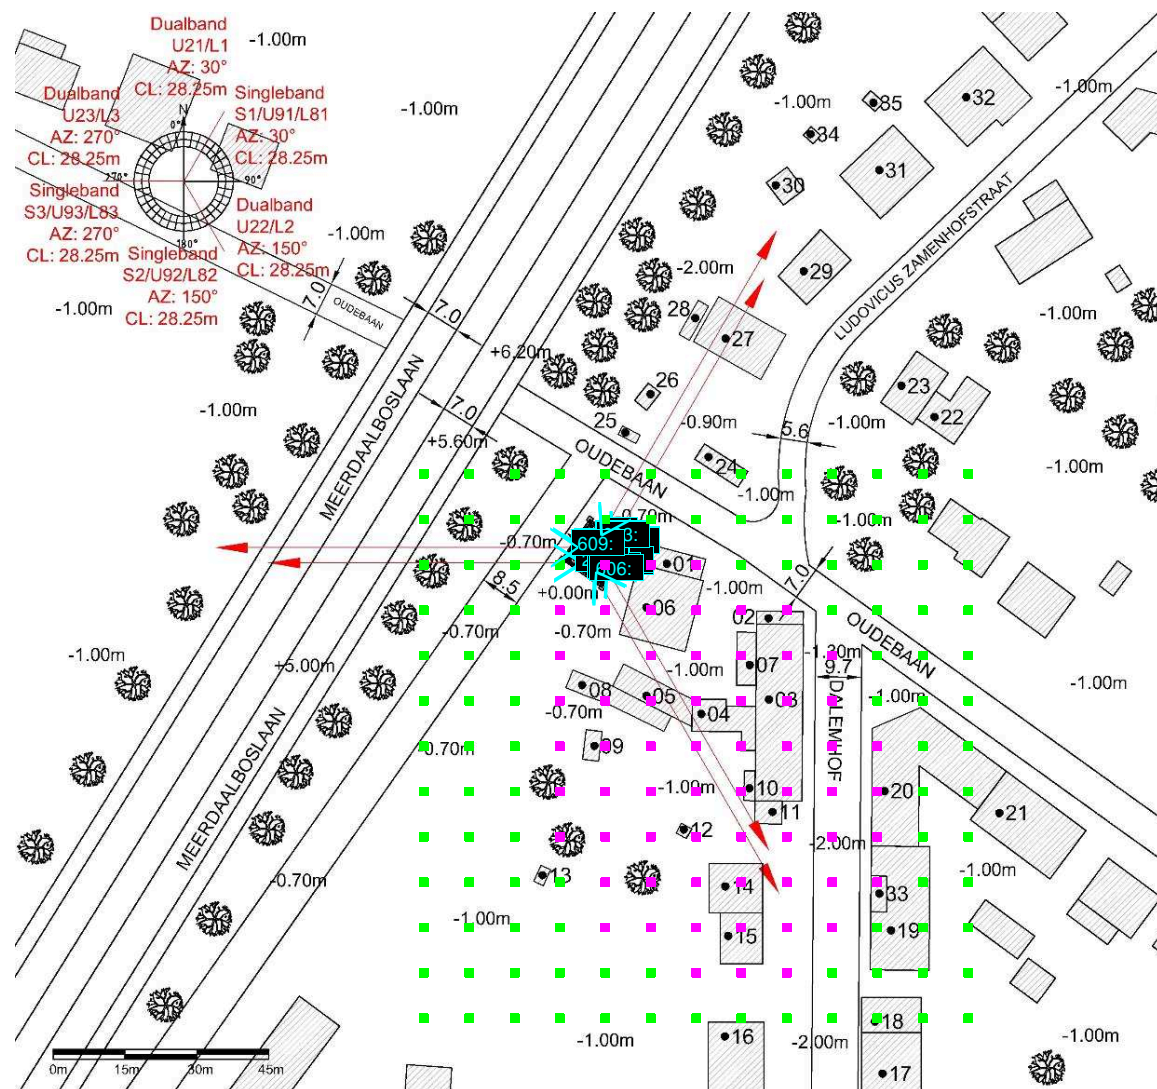 Dualband
U21/L1
AZ: 30°
CL: 28.25m
-1.00m
Dualband
U23/L3
AZ: 270°
CL: 28.25m
Singleband
S1/U91/L81
AZ: 30°
CL: 28.25m
N
0°
270°
90°
180°
Singleband
S3/U93/L83
AZ: 270°
CL: 28.25m
Dualband
U22/L2
AZ: 150°
CL: 28.25m
Singleband
S2/U92/L82
AZ: 150°
CL: 28.25m
-1.00m
-1.00m
-1.00m
-1.00m
-1.00m
32
35
34
31
30
29
28
27
-2.00m
-1.00m
7.0
OUDEBAAN
7.0
+6.20m
LUDOVICUS ZAMENHOFSTRAAT
MEERDAALBOSLAAN
-1.00m
7.0
+5.60m
26
25
-0.90m
24
OUDEBAAN
5.6
-1.00m
23
22
-1.00m
-1.00m
-1.00m
-0.70m
-0.70m
609:
3:
606:
01
06
+0.00m
8.5
-0.70m
-0.70m
-1.00m
02
7.0
OUDEBAAN
-1.00m
+5.00m
-1.00m
07
-1.30m
9.7
-1.00m
-1.00m
08
05
04
03
-0.70m
09
DALEMHOF
-0.70m
MEERDAALBOSLAAN
-1.00m
10
11
20
21
12
-2.00m
-0.70m
13
14
33
-1.00m
-1.00m
15
19
16
18
17
-1.00m
-2.00m
-1.00m
0m
15m
30m
45m